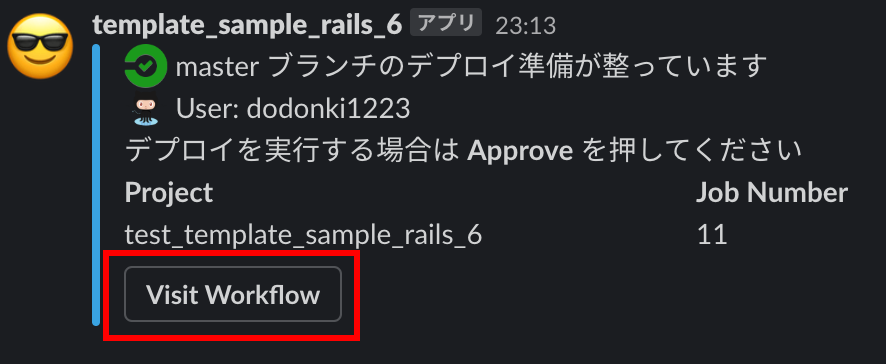 template_sample_rails_6 アプリ 23:13
master ブランチのデプロイ準備が整っています
User: dodonki1223
デプロイを実行する場合は Approve を押してください
Project Job Number
test_template_sample_rails_6 11
Visit Workflow